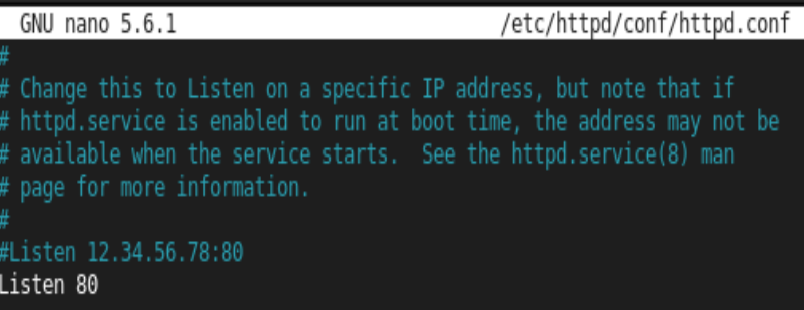 GNU nano 5.6.1 /etc/httpd/conf/httpd.conf
#
# Change this to Listen on a specific IP address, but note that if
# httpd.service is enabled to run at boot time, the address may not be
# available when the service starts.  See the httpd.service(8) man
# page for more information.
#
#Listen 12.34.56.78:80
Listen 80